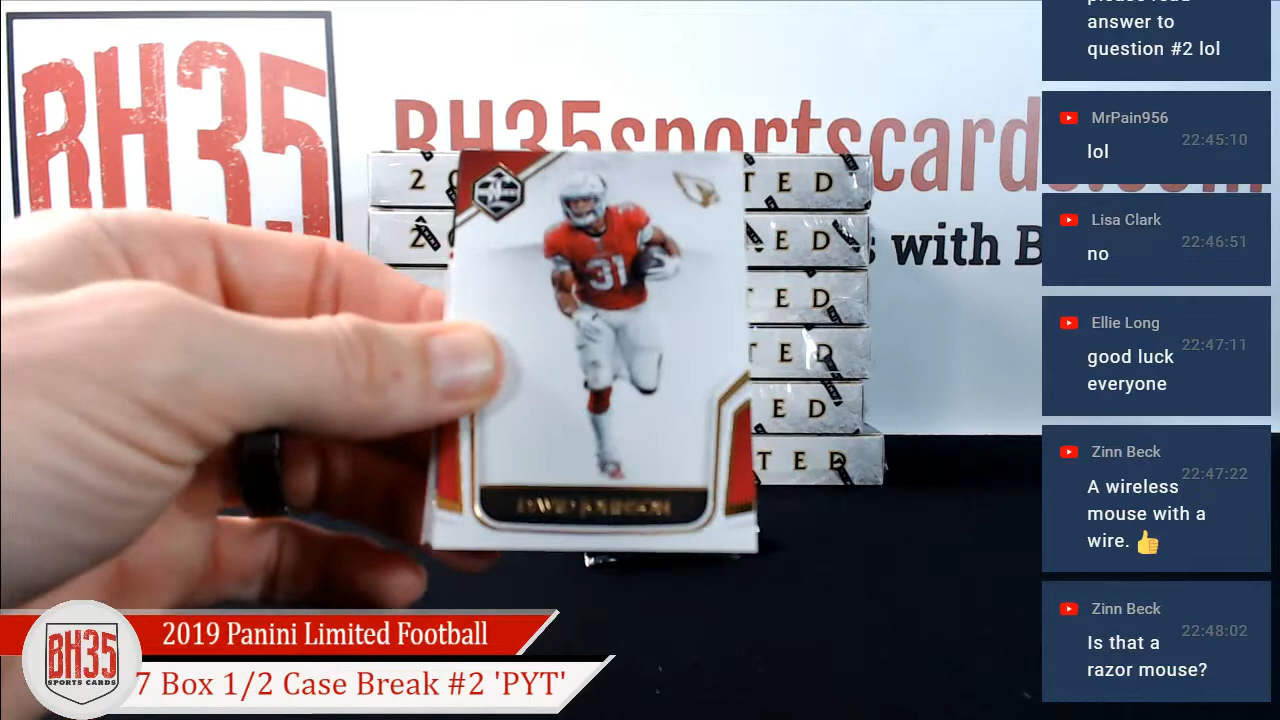 BH35
BH35sportscard
s with B
2
TED
2
TED
TED
TED
ED
TED
31
DAVID JOHNSON
please read
answer to
question #2 lol
MrPain956
22:45:10
lol
Lisa Clark
22:46:51
no
Ellie Long
22:47:11
good luck
everyone
Zinn Beck
22:47:22
A wireless
mouse with a
wire. 👍
Zinn Beck
22:48:02
Is that a
razor mouse?
BH35
SPORTS CARDS
2019 Panini Limited Football
7 Box 1/2 Case Break #2 'PYT'